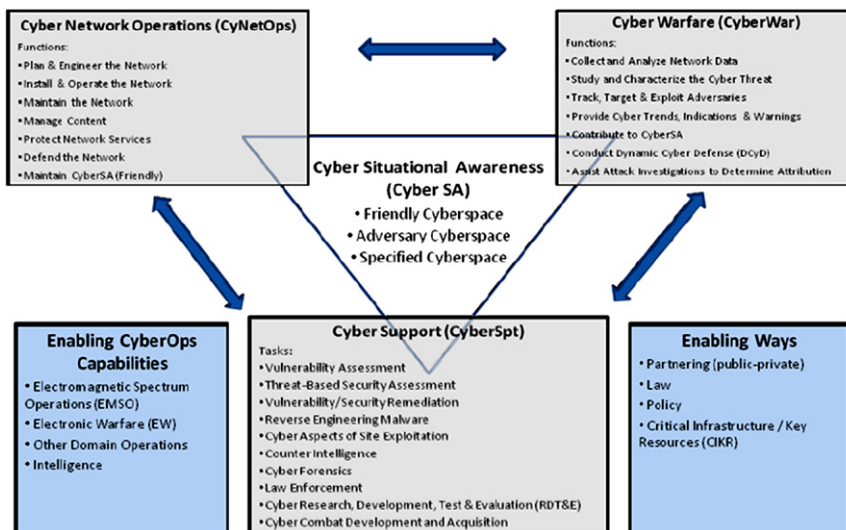 Cyber Network Operations (CyNetOps)
Functions:
•Plan & Engineer the Network
•Install & Operate the Network
•Maintain the Network
•Manage Content
•Protect Network Services
•Defend the Network
•Maintain CyberSA (Friendly)
Cyber Warfare (CyberWar)
Functions:
•Collect and Analyze Network Data
•Study and Characterize the Cyber Threat
•Track, Target & Exploit Adversaries
•Provide Cyber Trends, Indications & Warnings
•Contribute to CyberSA
•Conduct Dynamic Cyber Defense (DCyD)
•Assist Attack Investigations to Determine Attribution
Cyber Situational Awareness
(Cyber SA)
• Friendly Cyberspace
• Adversary Cyberspace
• Specified Cyberspace
Enabling CyberOps
Capabilities
• Electromagnetic Spectrum
Operations (EMSO)
• Electronic Warfare (EW)
• Other Domain Operations
• Intelligence
Cyber Support (CyberSpt)
Tasks:
•Vulnerability Assessment
•Threat-Based Security Assessment
•Vulnerability/Security Remediation
•Reverse Engineering Malware
•Cyber Aspects of Site Exploitation
•Counter Intelligence
•Cyber Forensics
•Law Enforcement
•Cyber Research, Development, Test & Evaluation (RDT&E)
•Cyber Combat Development and Acquisition
Enabling Ways
• Partnering (public-private)
• Law
• Policy
• Critical Infrastructure / Key
Resources (CIKR)